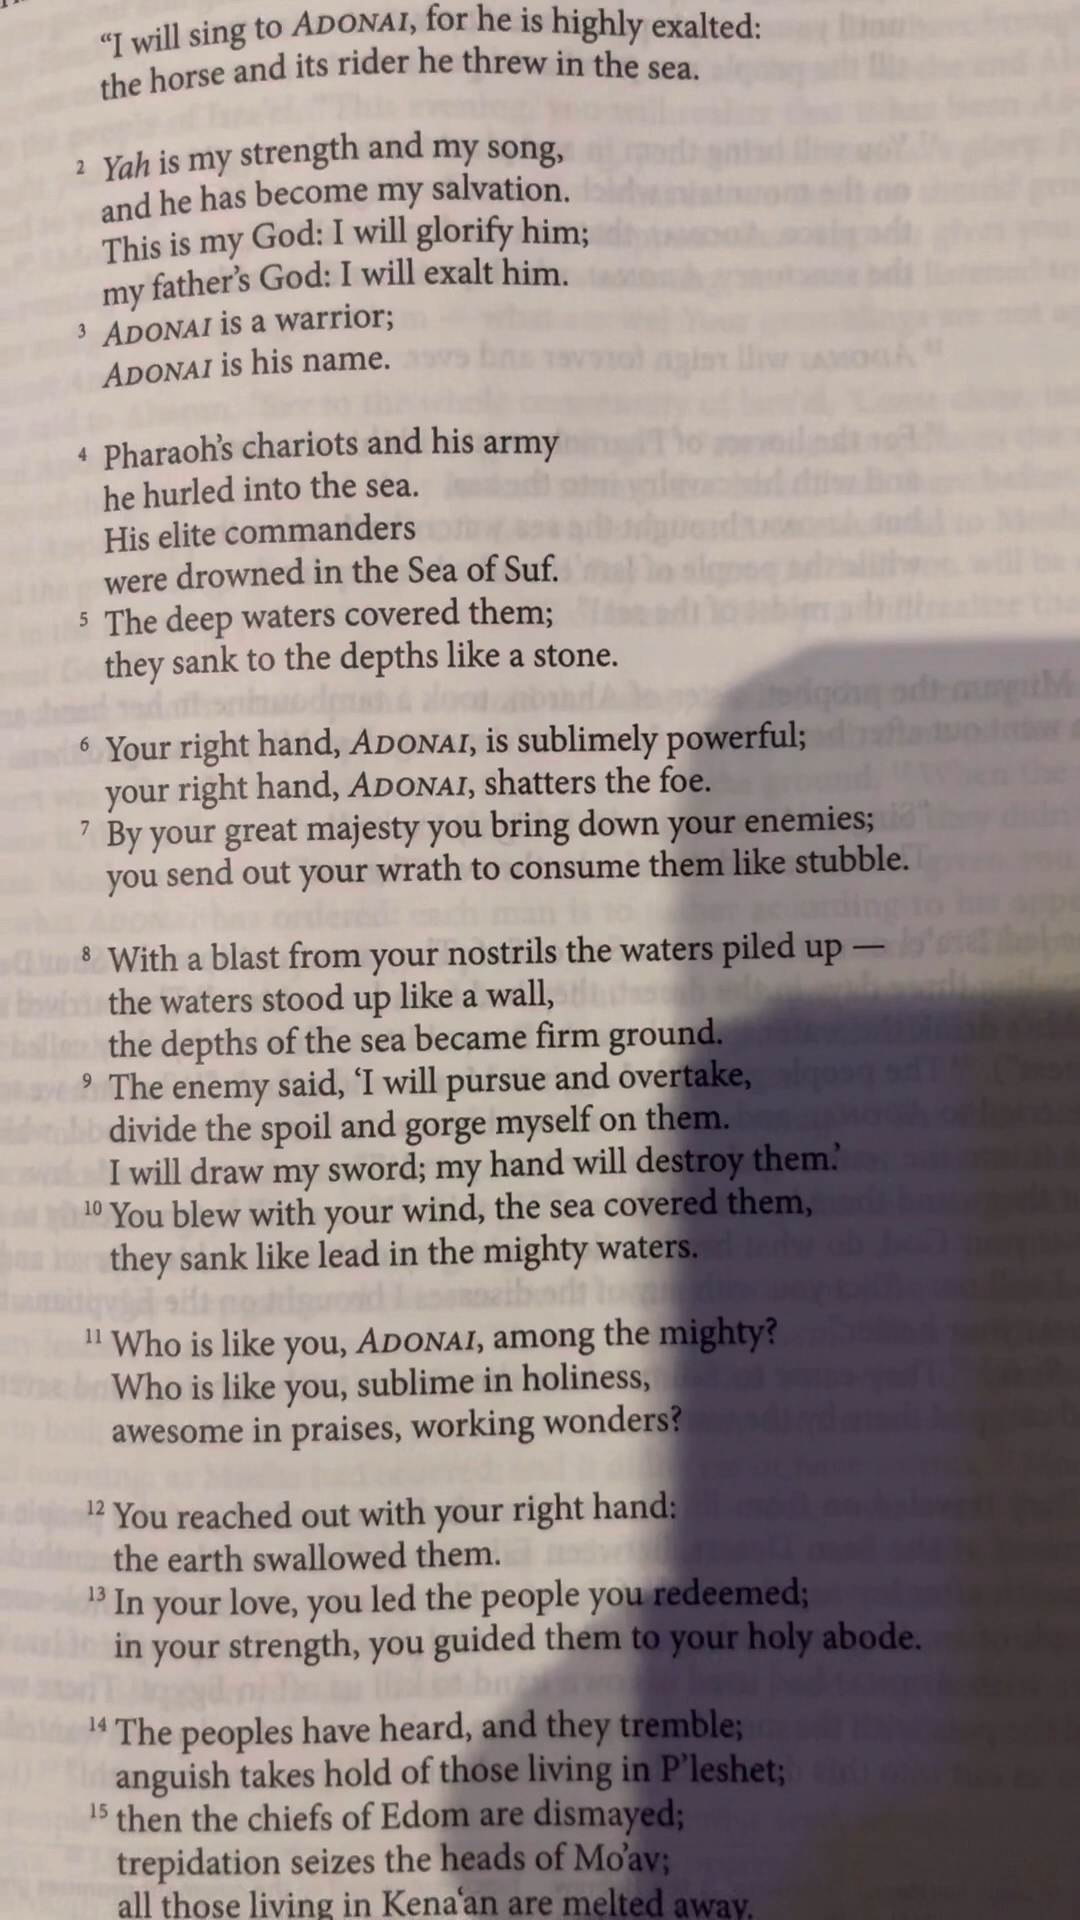 “I will sing to ADONAI, for he is highly exalted:
the horse and its rider he threw in the sea.
2 Yah is my strength and my song,
and he has become my salvation.
This is my God: I will glorify him;
my father’s God: I will exalt him.
3 ADONAI is a warrior;
ADONAI is his name.
4 Pharaoh’s chariots and his army
he hurled into the sea.
His elite commanders
were drowned in the Sea of Suf.
5 The deep waters covered them;
they sank to the depths like a stone.
6 Your right hand, ADONAI, is sublimely powerful;
your right hand, ADONAI, shatters the foe.
7 By your great majesty you bring down your enemies;
you send out your wrath to consume them like stubble.
8 With a blast from your nostrils the waters piled up —
the waters stood up like a wall,
the depths of the sea became firm ground.
9 The enemy said, ‘I will pursue and overtake,
divide the spoil and gorge myself on them.
I will draw my sword; my hand will destroy them.’
10 You blew with your wind, the sea covered them,
they sank like lead in the mighty waters.
11 Who is like you, ADONAI, among the mighty?
Who is like you, sublime in holiness,
awesome in praises, working wonders?
12 You reached out with your right hand:
the earth swallowed them.
13 In your love, you led the people you redeemed;
in your strength, you guided them to your holy abode.
14 The peoples have heard, and they tremble;
anguish takes hold of those living in P’leshet;
15 then the chiefs of Edom are dismayed;
trepidation seizes the heads of Mo’av;
all those living in Kena‘an are melted away.